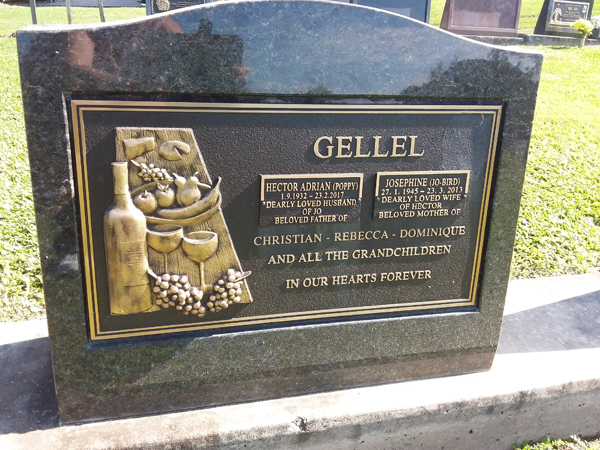 GELLEL
HECTOR ADRIAN (POPPY)
1.9.1932 – 23.2.2017
"DEARLY LOVED HUSBAND
OF JO
BELOVED FATHER OF
JOSEPHINE (JO-BIRD)
27. 1. 1945 – 23. 3. 2013
"DEARLY LOVED WIFE
OF HECTOR
BELOVED MOTHER OF
CHRISTIAN - REBECCA - DOMINIQUE
AND ALL THE GRANDCHILDREN
IN OUR HEARTS FOREVER